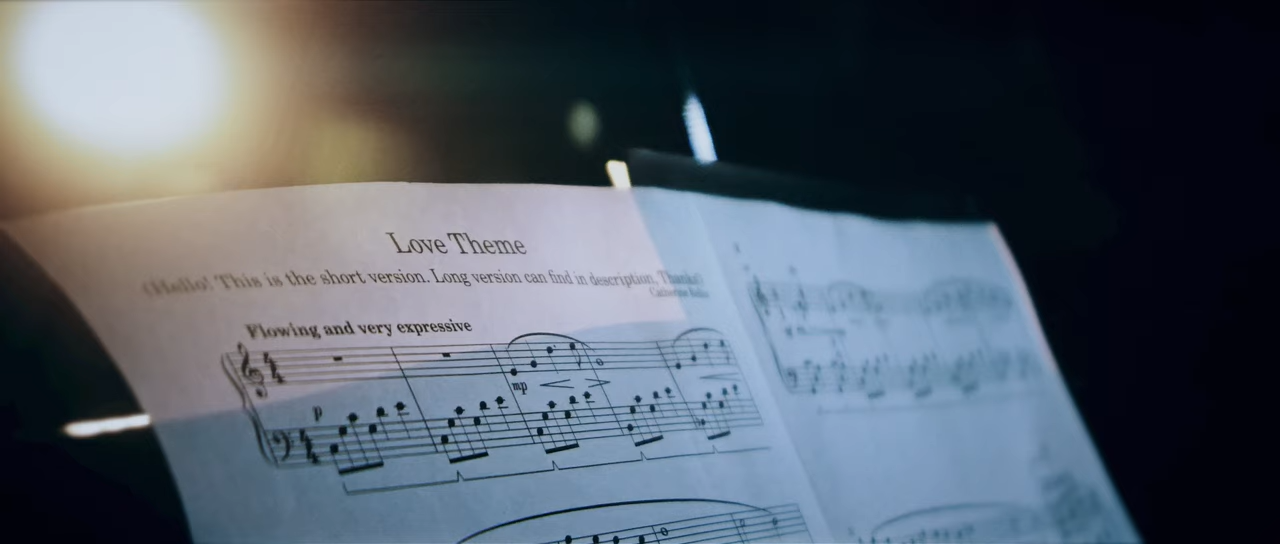 Love Theme
(Hello! This is the short version. Long version can find in description. Thanks)
Catherine
Flowing and very expressive
mp
p